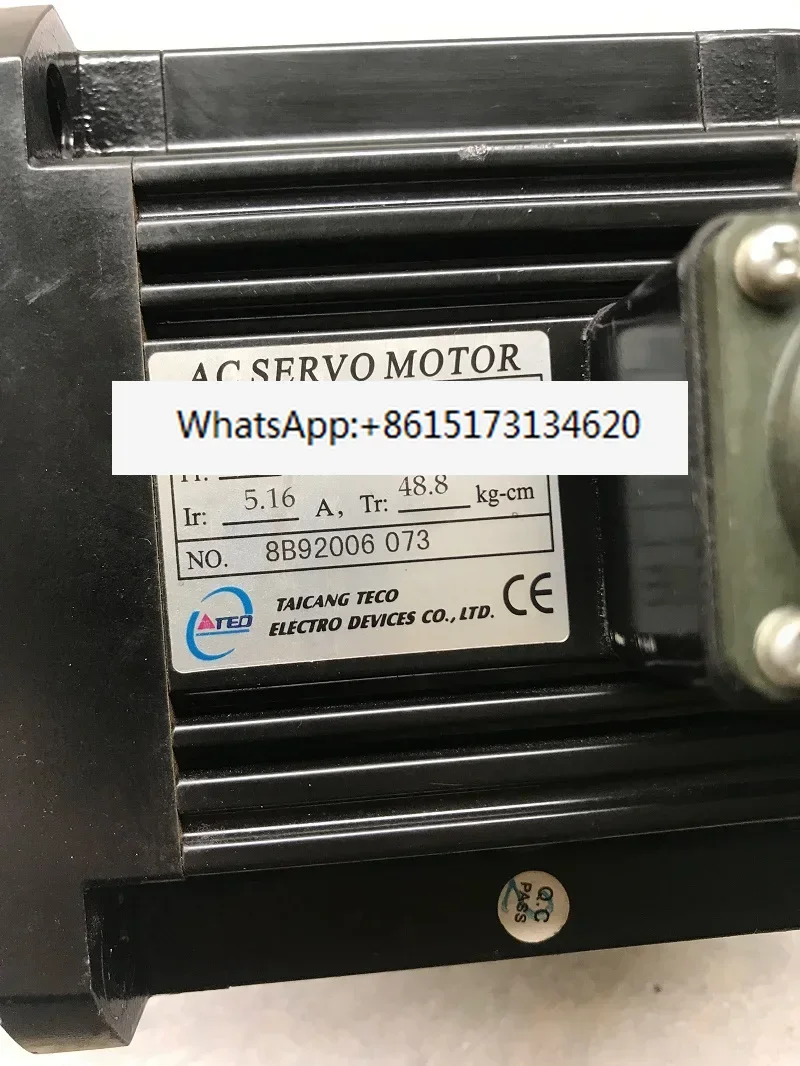 AC SERVO MOTOR
WhatsApp:+8615173134620
Ir: 5.16 A, Tr: 48.8 kg-cm
NO. 8B92006 073
TECO
TAICANG TECO
ELECTRO DEVICES CO., LTD.
CE
Q.C
PASS